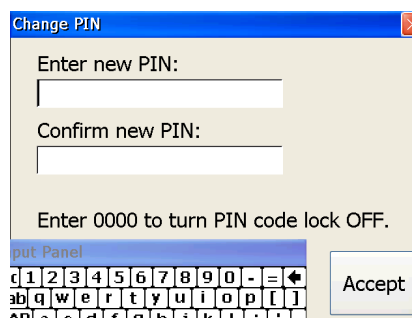 Change PIN
Enter new PIN:
Confirm new PIN:
Enter 0000 to turn PIN code lock OFF.
put Panel
1 2 3 4 5 6 7 8 9 0 - =
ab q w e r t y u i o p [ ]
Accept